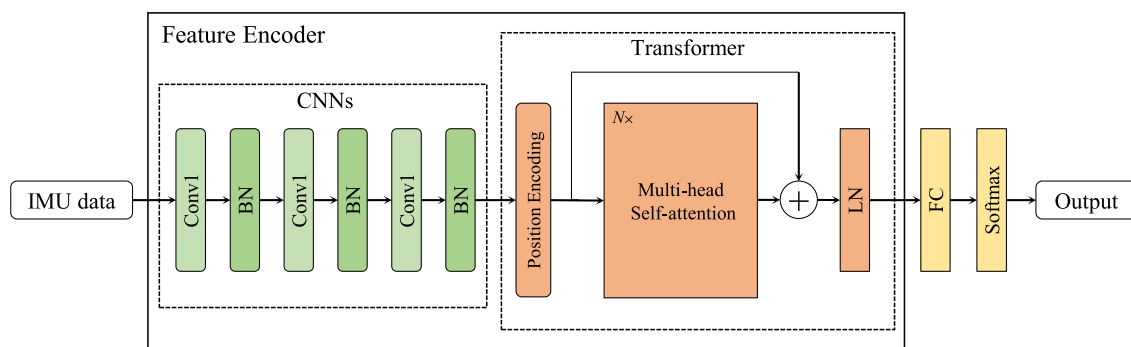 Feature Encoder
Transformer
CNNs
N×
IMU data
Conv1
BN
Conv1
BN
Conv1
BN
Position Encoding
Multi-head
Self-attention
+
LN
FC
Softmax
Output